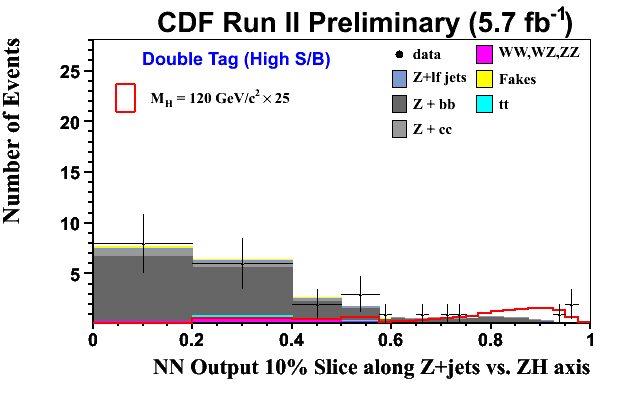 CDF Run II Preliminary (5.7 fb⁻¹)
Number of Events
Double Tag (High S/B)
M_H = 120 GeV/c² × 25
data
Z+lf jets
Z + bb
Z + cc
WW,WZ,ZZ
Fakes
tt
25
20
15
10
5
0 0.2 0.4 0.6 0.8 1
NN Output 10% Slice along Z+jets vs. ZH axis